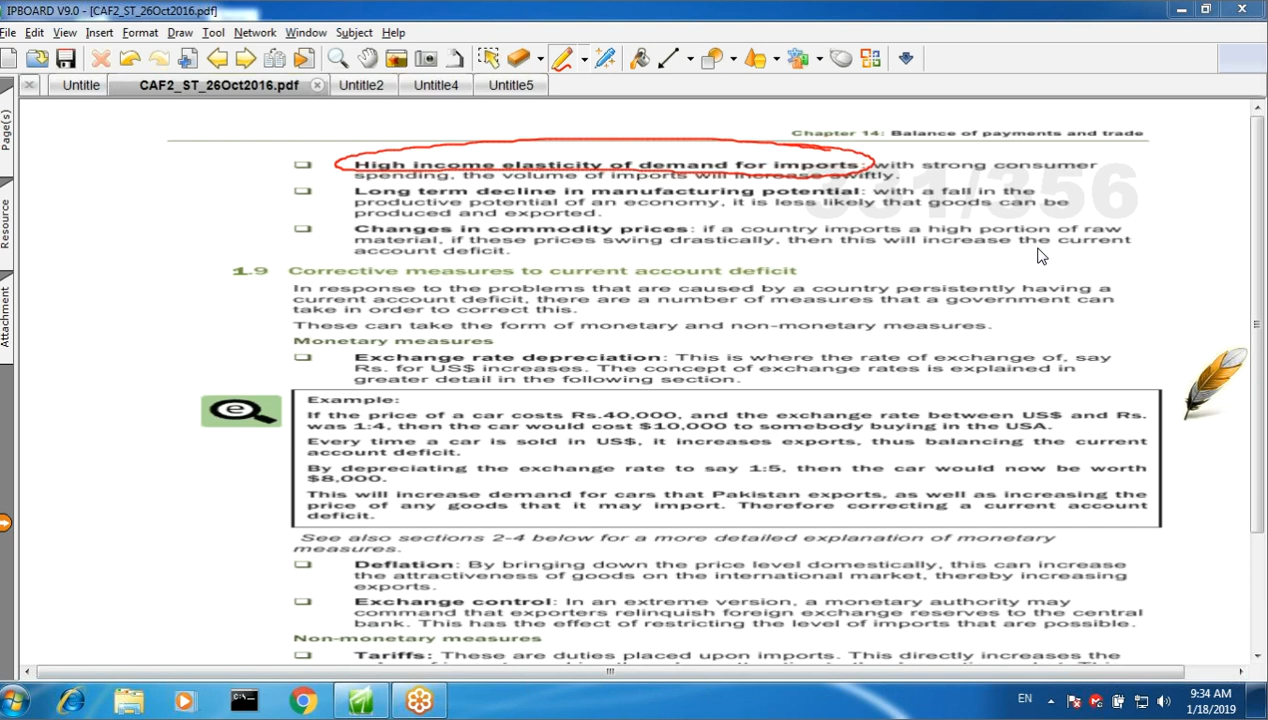 IPBOARD V9.0 - [CAF2_ST_26Oct2016.pdf]
File Edit View Insert Format Draw Tool Network Window Subject Help
Untitle CAF2_ST_26Oct2016.pdf Untitle2 Untitle4 Untitle5
Page(s)
Resource
Attachment
Chapter 14: Balance of payments and trade
331/356
High income elasticity of demand for imports: with strong consumer
spending, the volume of imports will increase swiftly.
Long term decline in manufacturing potential: with a fall in the
productive potential of an economy, it is less likely that goods can be
produced and exported.
Changes in commodity prices: if a country imports a high portion of raw
material, if these prices swing drastically, then this will increase the current
account deficit.
1.9 Corrective measures to current account deficit
In response to the problems that are caused by a country persistently having a
current account deficit, there are a number of measures that a government can
take in order to correct this.
These can take the form of monetary and non-monetary measures.
Monetary measures
Exchange rate depreciation: This is where the rate of exchange of, say
Rs. for US$ increases. The concept of exchange rates is explained in
greater detail in the following section.
e
Example:
If the price of a car costs Rs.40,000, and the exchange rate between US$ and Rs.
was 1:4, then the car would cost $10,000 to somebody buying in the USA.
Every time a car is sold in US$, it increases exports, thus balancing the current
account deficit.
By depreciating the exchange rate to say 1:5, then the car would now be worth
$8,000.
This will increase demand for cars that Pakistan exports, as well as increasing the
price of any goods that it may import. Therefore correcting a current account
deficit.
See also sections 2-4 below for a more detailed explanation of monetary
measures.
Deflation: By bringing down the price level domestically, this can increase
the attractiveness of goods on the international market, thereby increasing
exports.
Exchange control: In an extreme version, a monetary authority may
command that exporters relinquish foreign exchange reserves to the central
bank. This has the effect of restricting the level of imports that are possible.
Non-monetary measures
Tariffs: These are duties placed upon imports. This directly increases the
EN
9:34 AM
1/18/2019